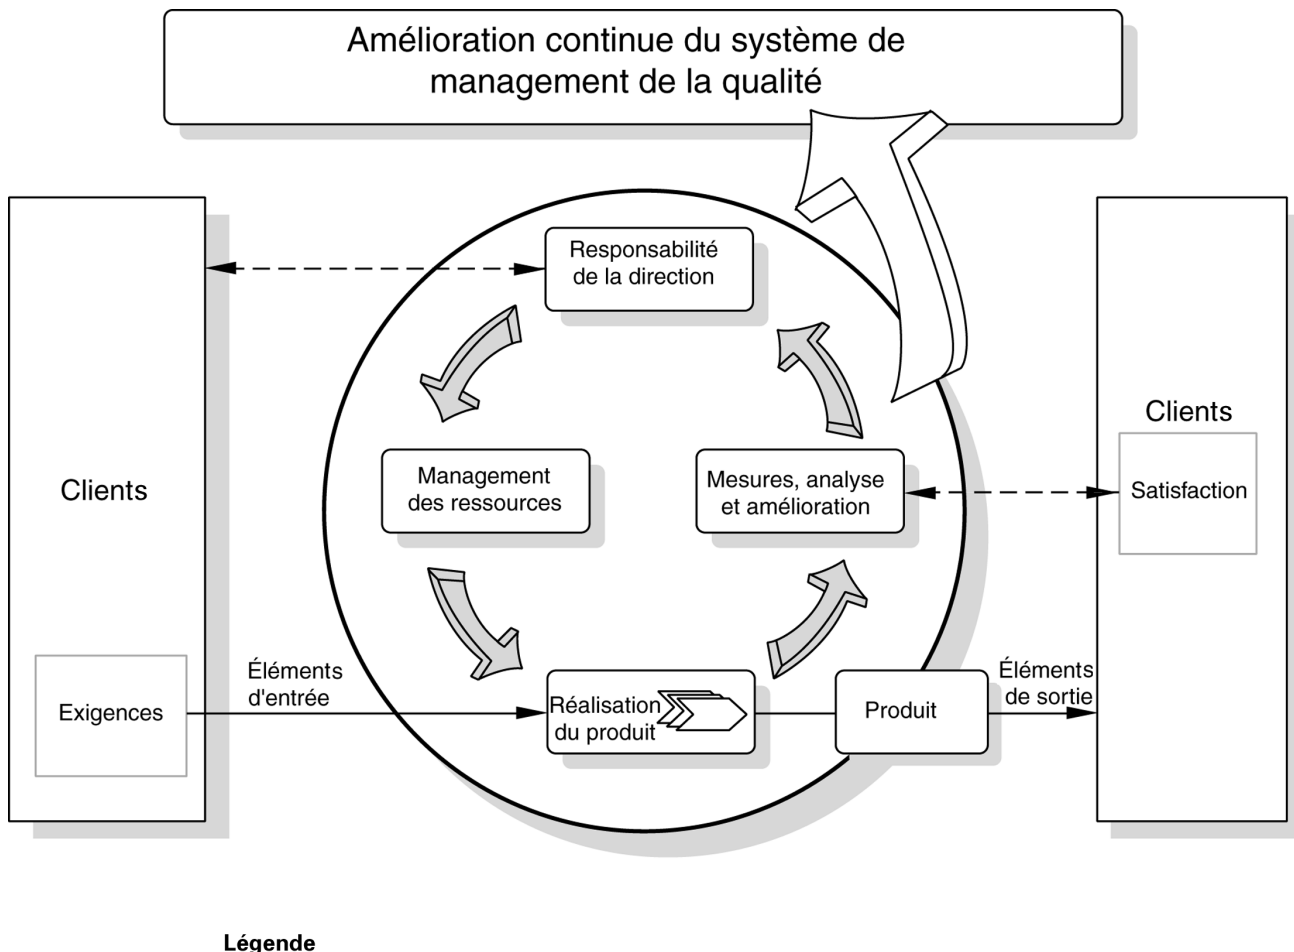 Amélioration continue du système de
management de la qualité
Responsabilité
de la direction
Clients
Management
des ressources
Mesures, analyse
et amélioration
Clients
Satisfaction
Exigences
Éléments
d'entrée
Réalisation
du produit
Produit
Éléments
de sortie
Légende